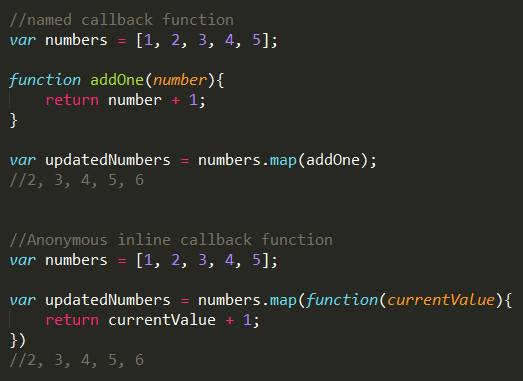 //named callback function
var numbers = [1, 2, 3, 4, 5];
function addOne(number){
return number + 1;
}
var updatedNumbers = numbers.map(addOne);
//2, 3, 4, 5, 6
//Anonymous inline callback function
var numbers = [1, 2, 3, 4, 5];
var updatedNumbers = numbers.map(function(currentValue){
return currentValue + 1;
})
//2, 3, 4, 5, 6